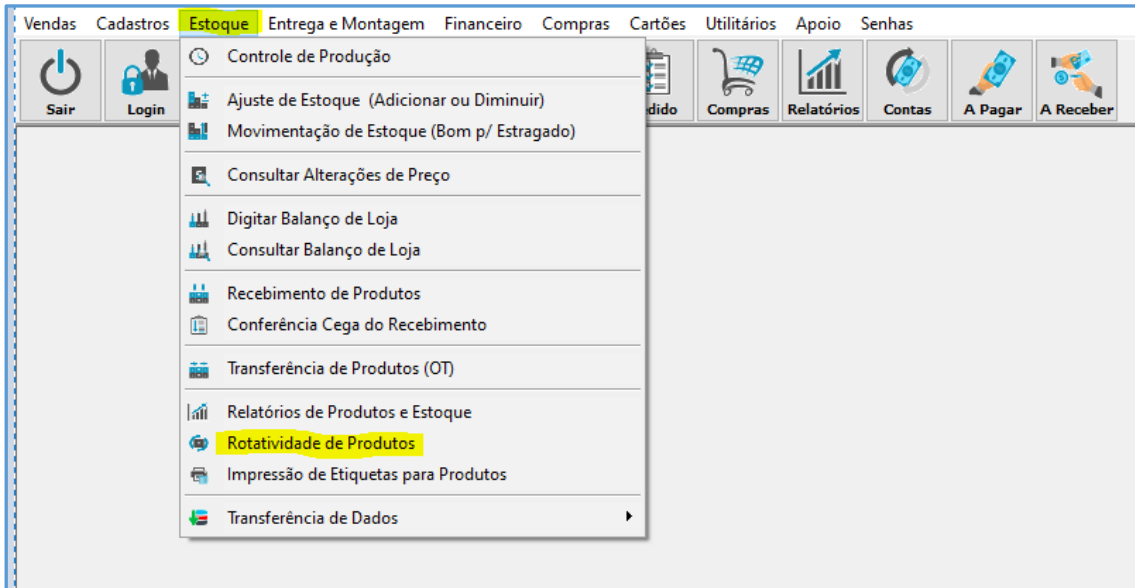 Vendas Cadastros Estoque Entrega e Montagem Financeiro Compras Cartões Utilitários Apoio Senhas
Sair Login dido Compras Relatórios Contas A Pagar A Receber
Controle de Produção
Ajuste de Estoque (Adicionar ou Diminuir)
Movimentação de Estoque (Bom p/ Estragado)
Consultar Alterações de Preço
Digitar Balanço de Loja
Consultar Balanço de Loja
Recebimento de Produtos
Conferência Cega do Recebimento
Transferência de Produtos (OT)
Relatórios de Produtos e Estoque
Rotatividade de Produtos
Impressão de Etiquetas para Produtos
Transferência de Dados